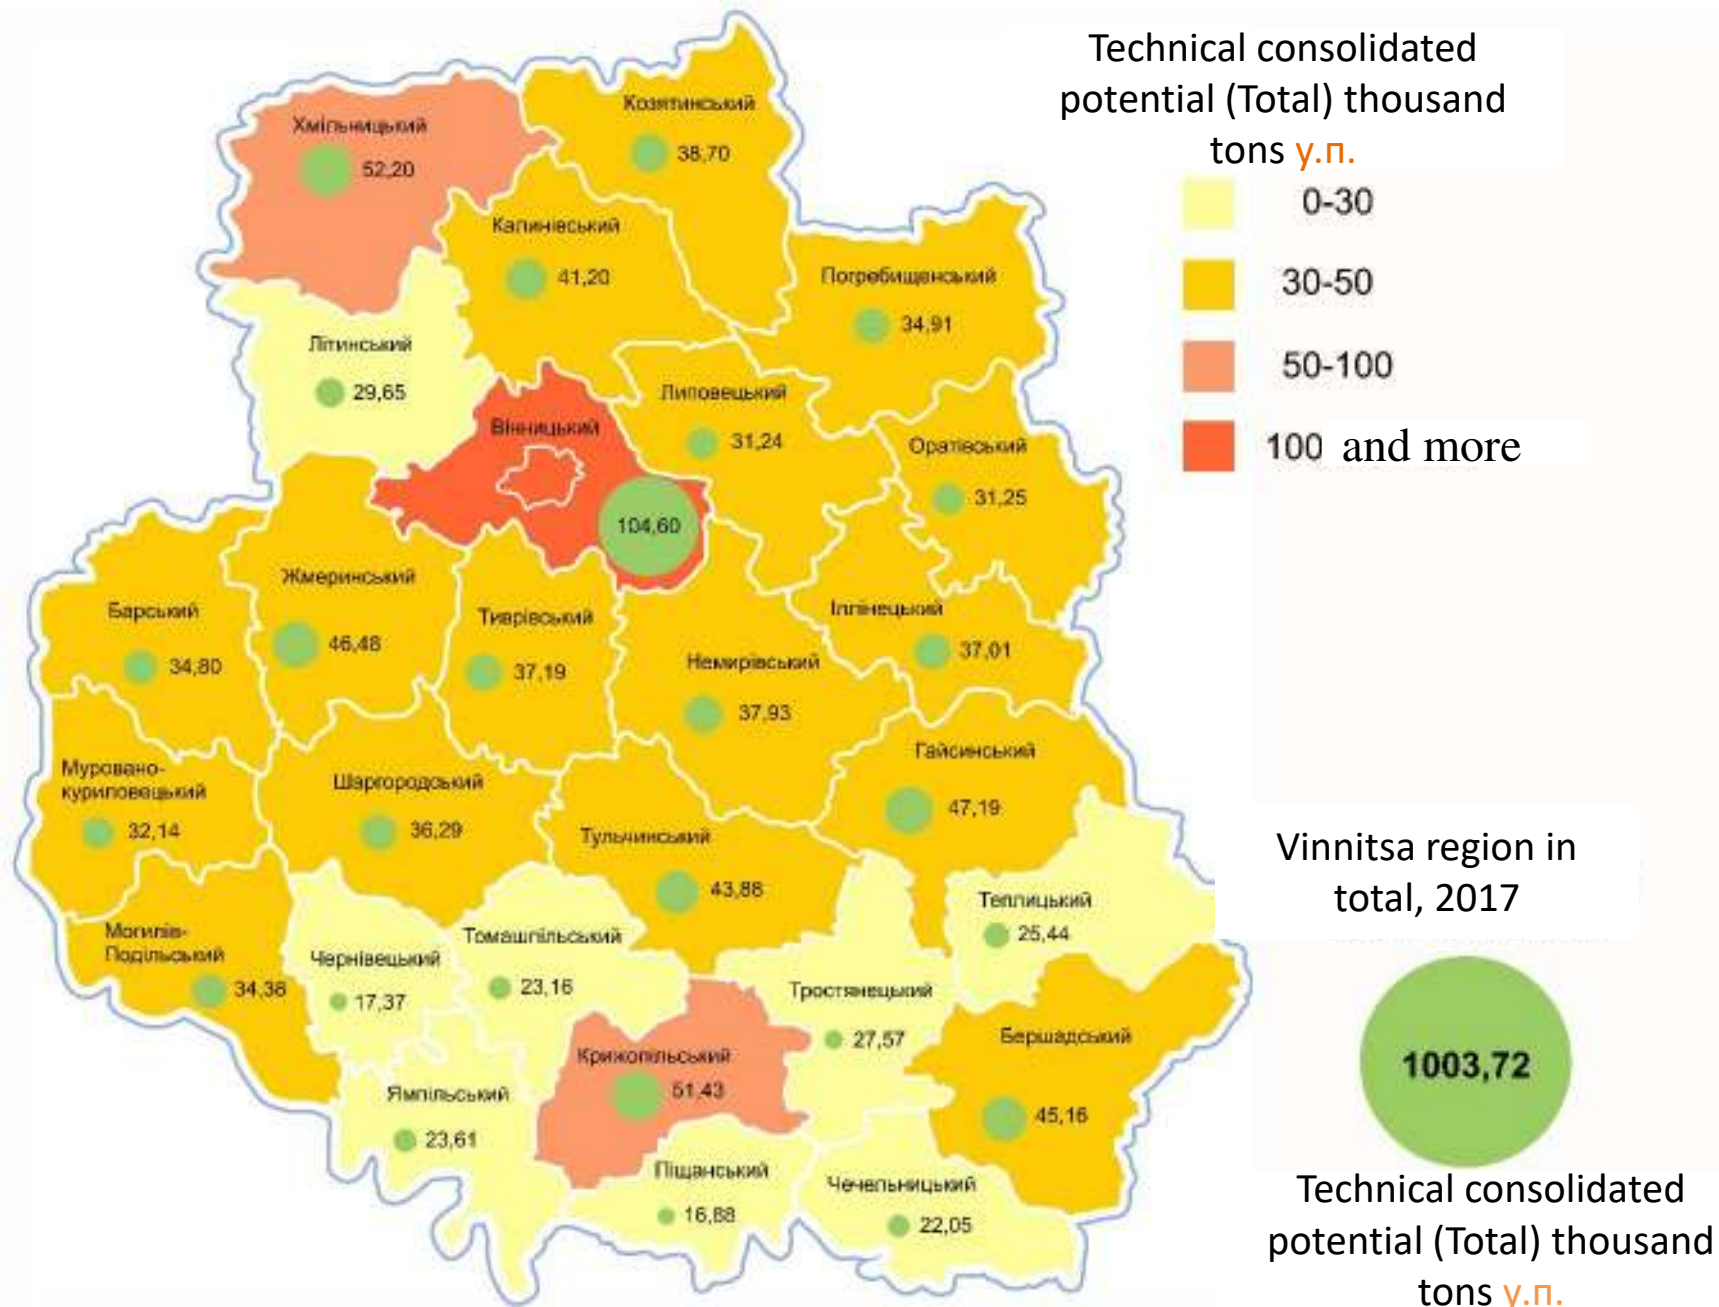 Technical consolidated
potential (Total) thousand
tons у.п.
0-30
30-50
50-100
100 and more
Козятинський
38,70
Хмільницький
52,20
Калинівський
41,20
Погребищенський
34,91
Літинський
29,65
Липовецький
31,24
Вінницький
104,60
Оратівський
31,25
Жмеринський
46,48
Барський
34,80
Тиврівський
37,19
Іллінецький
37,01
Немирівський
37,93
Гайсинський
47,19
Муровано-
куриловецький
32,14
Шаргородський
36,29
Тульчинський
43,88
Теплицький
25,44
Могилів-
Подільський
34,38
Чернівецький
17,37
Томашпільський
23,16
Тростянецький
27,57
Бершадський
45,16
Крижопільський
51,43
Ямпільський
23,61
Піщанський
16,88
Чечельницький
22,05
Vinnitsa region in
total, 2017
1003,72
Technical consolidated
potential (Total) thousand
tons у.п.